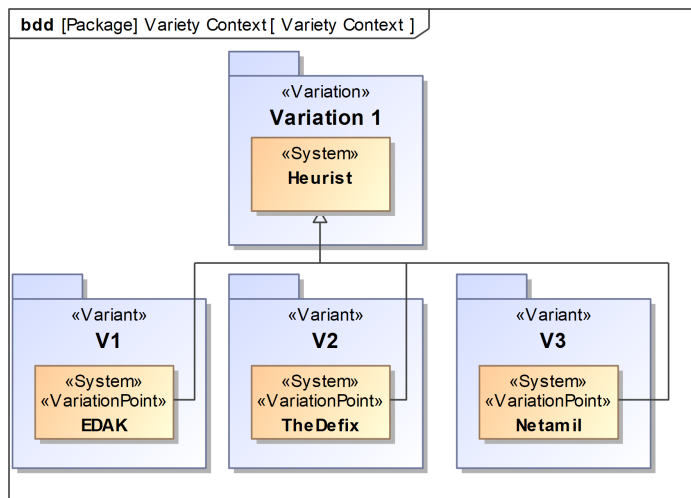 bdd [Package] Variety Context [ Variety Context ]
«Variation»
Variation 1
«System»
Heurist
«Variant»
V1
«System»
«VariationPoint»
EDAK
«Variant»
V2
«System»
«VariationPoint»
TheDefix
«Variant»
V3
«System»
«VariationPoint»
Netamil